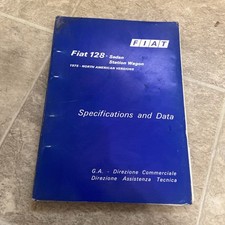 FIAT
Fiat 128 - Sedan
Station Wagon
1975 - NORTH AMERICAN VERSIONS
Specifications and Data
G.A. - Direzione Commerciale
Direzione Assistenza Tecnica